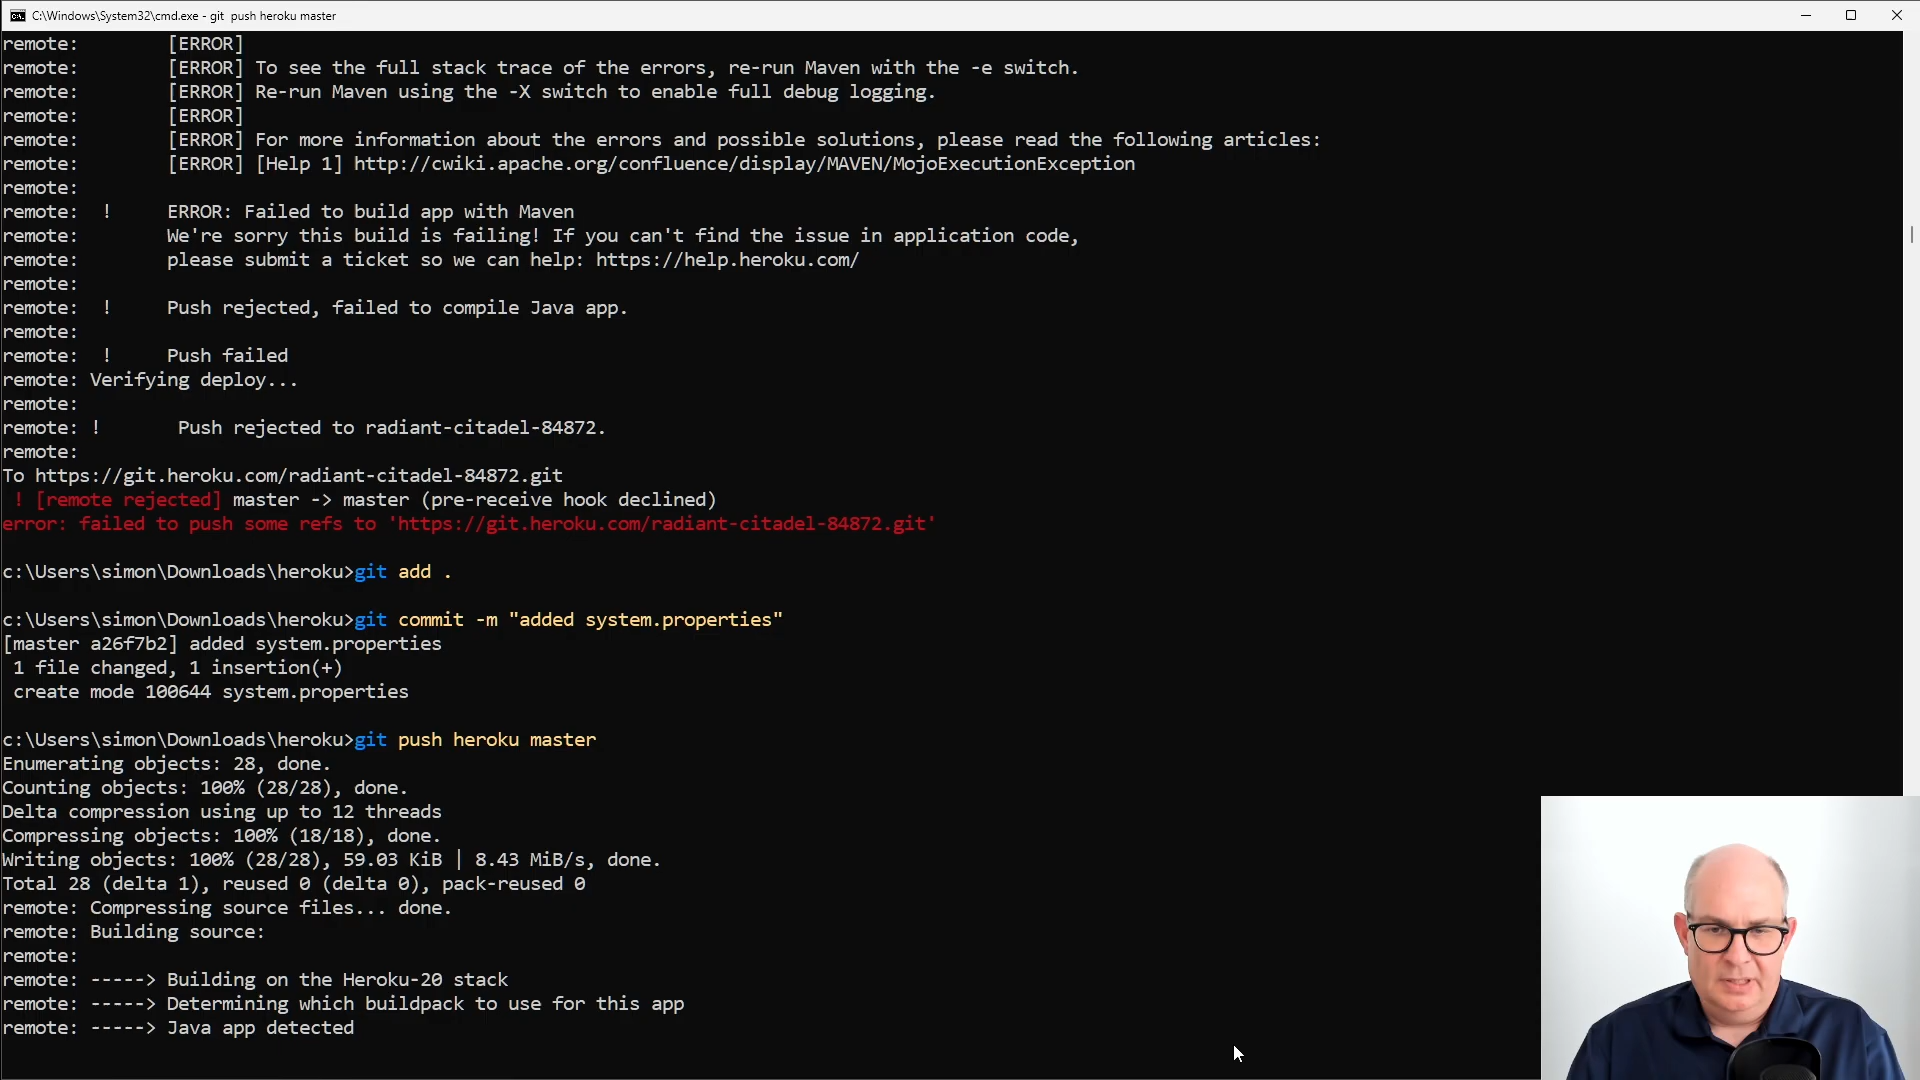 C:\Windows\System32\cmd.exe - git  push heroku master
remote:        [ERROR]
remote:        [ERROR] To see the full stack trace of the errors, re-run Maven with the -e switch.
remote:        [ERROR] Re-run Maven using the -X switch to enable full debug logging.
remote:        [ERROR]
remote:        [ERROR] For more information about the errors and possible solutions, please read the following articles:
remote:        [ERROR] [Help 1] http://cwiki.apache.org/confluence/display/MAVEN/MojoExecutionException
remote:
remote:  !     ERROR: Failed to build app with Maven
remote:        We're sorry this build is failing! If you can't find the issue in application code,
remote:        please submit a ticket so we can help: https://help.heroku.com/
remote:
remote:  !     Push rejected, failed to compile Java app.
remote:
remote:  !     Push failed
remote: Verifying deploy...
remote:
remote: !       Push rejected to radiant-citadel-84872.
remote:
To https://git.heroku.com/radiant-citadel-84872.git
 ! [remote rejected] master -> master (pre-receive hook declined)
error: failed to push some refs to 'https://git.heroku.com/radiant-citadel-84872.git'
c:\Users\simon\Downloads\heroku>git add .
c:\Users\simon\Downloads\heroku>git commit -m "added system.properties"
[master a26f7b2] added system.properties
 1 file changed, 1 insertion(+)
 create mode 100644 system.properties
c:\Users\simon\Downloads\heroku>git push heroku master
Enumerating objects: 28, done.
Counting objects: 100% (28/28), done.
Delta compression using up to 12 threads
Compressing objects: 100% (18/18), done.
Writing objects: 100% (28/28), 59.03 KiB | 8.43 MiB/s, done.
Total 28 (delta 1), reused 0 (delta 0), pack-reused 0
remote: Compressing source files... done.
remote: Building source:
remote:
remote: -----> Building on the Heroku-20 stack
remote: -----> Determining which buildpack to use for this app
remote: -----> Java app detected